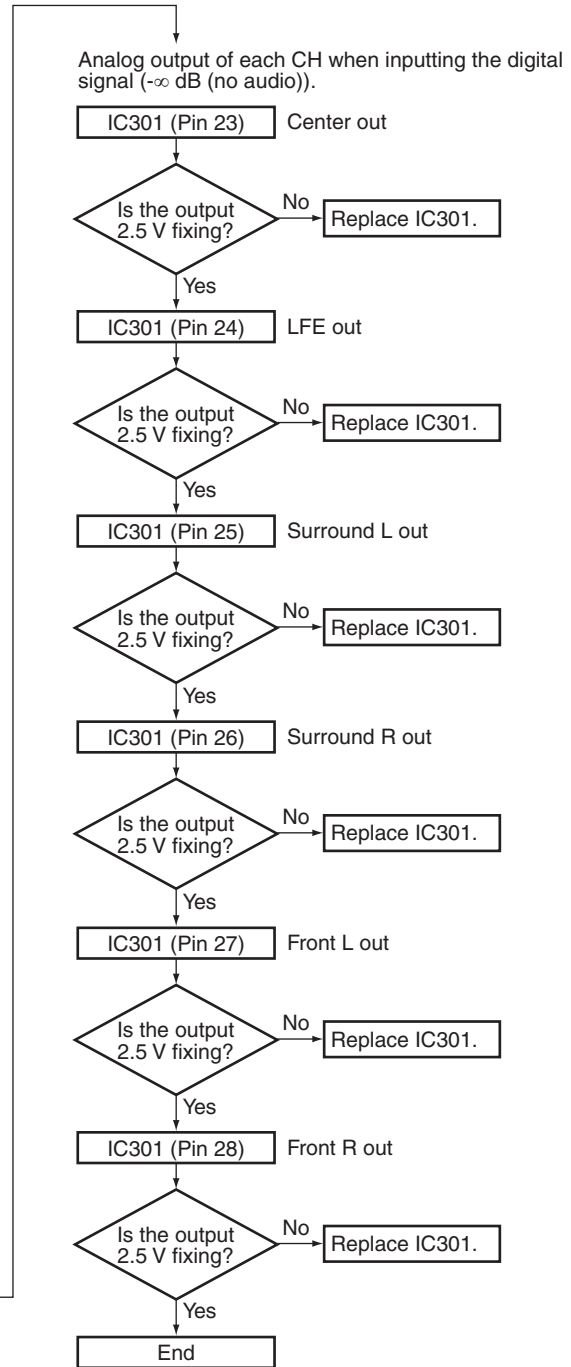 Analog output of each CH when inputting the digital
signal (-∞ dB (no audio)).
IC301 (Pin 23) Center out
Is the output
2.5 V fixing?
No
Replace IC301.
Yes
IC301 (Pin 24) LFE out
Is the output
2.5 V fixing?
No
Replace IC301.
Yes
IC301 (Pin 25) Surround L out
Is the output
2.5 V fixing?
No
Replace IC301.
Yes
IC301 (Pin 26) Surround R out
Is the output
2.5 V fixing?
No
Replace IC301.
Yes
IC301 (Pin 27) Front L out
Is the output
2.5 V fixing?
No
Replace IC301.
Yes
IC301 (Pin 28) Front R out
Is the output
2.5 V fixing?
No
Replace IC301.
Yes
End